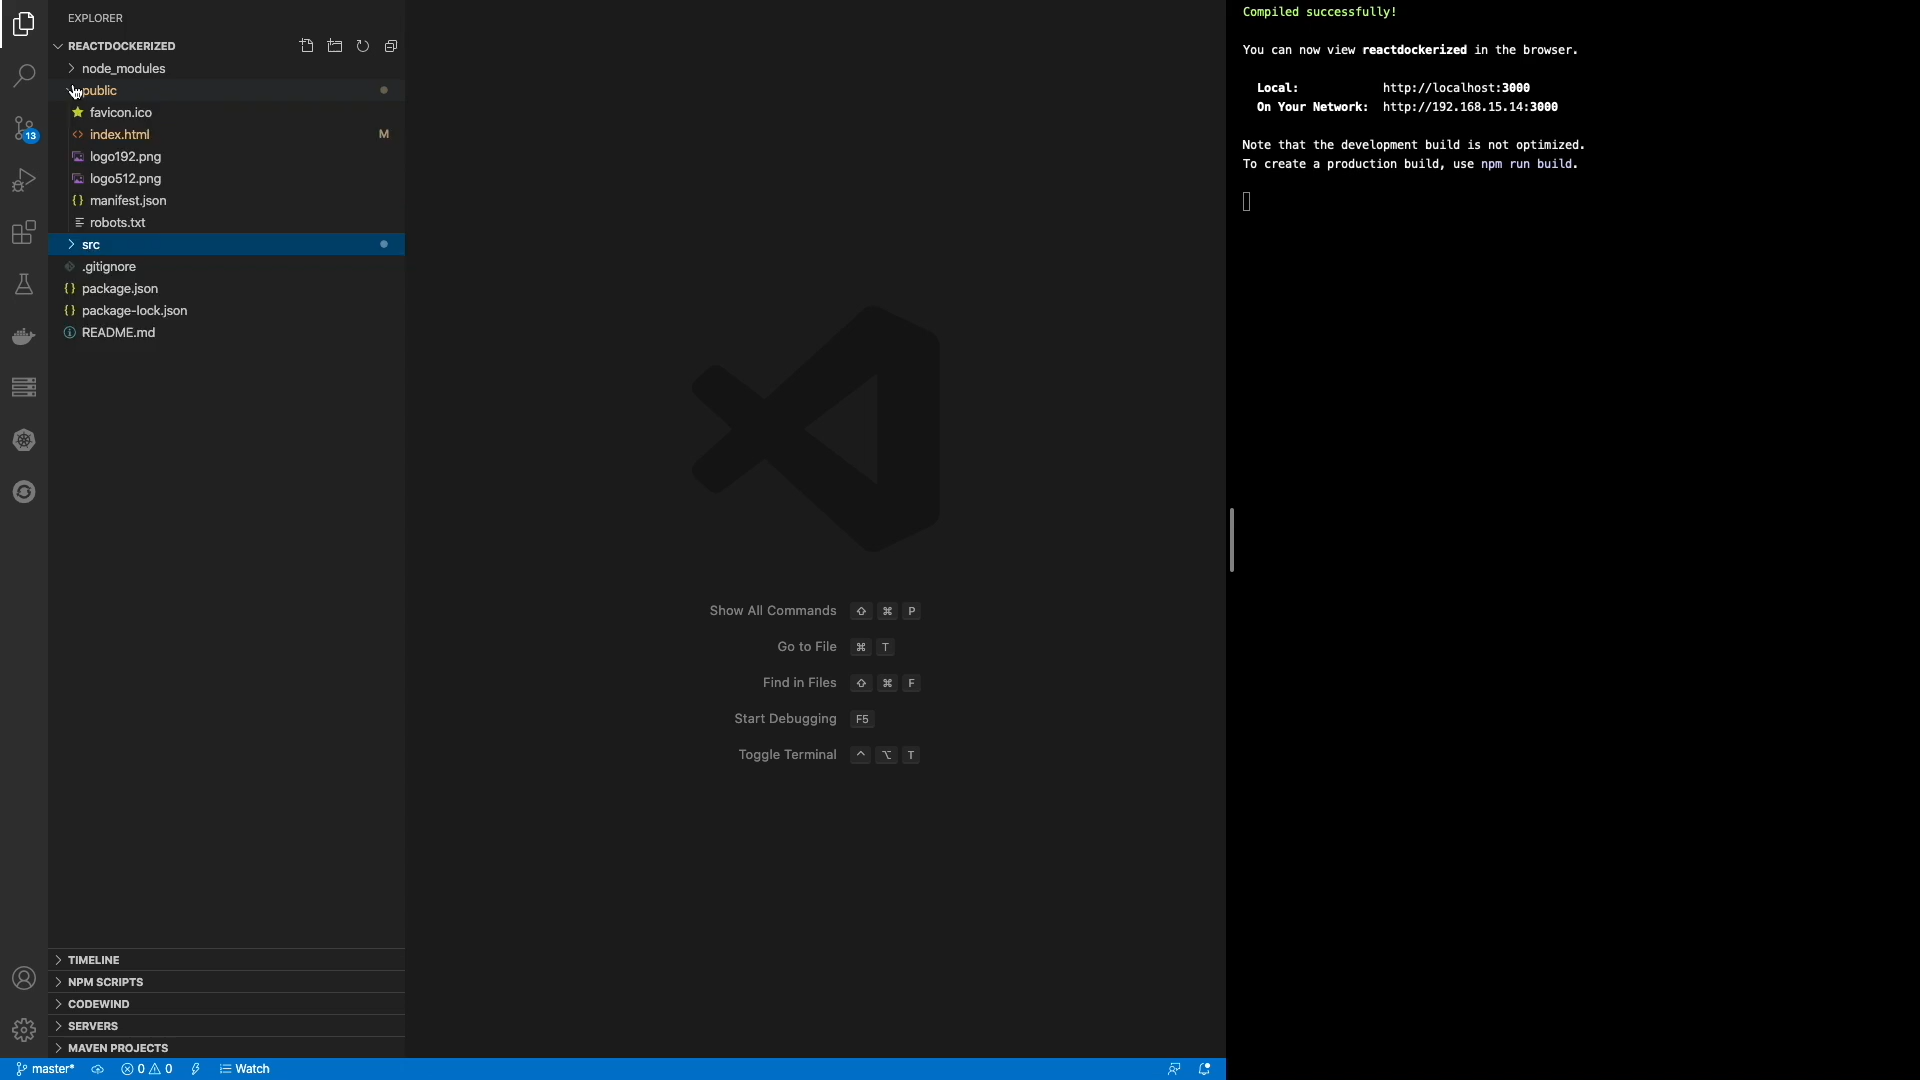 EXPLORER
REACTDOCKERIZED
node_modules
public
favicon.ico
index.html M
logo192.png
logo512.png
manifest.json
robots.txt
src
.gitignore
package.json
package-lock.json
README.md
13
Show All Commands ⇧ ⌘ P
Go to File ⌘ T
Find in Files ⇧ ⌘ F
Start Debugging F5
Toggle Terminal ^ ⌥ T
TIMELINE
NPM SCRIPTS
CODEWIND
SERVERS
MAVEN PROJECTS
master* 0 0 Watch
Compiled successfully!
You can now view reactdockerized in the browser.
Local: http://localhost:3000
On Your Network: http://192.168.15.14:3000
Note that the development build is not optimized.
To create a production build, use npm run build.